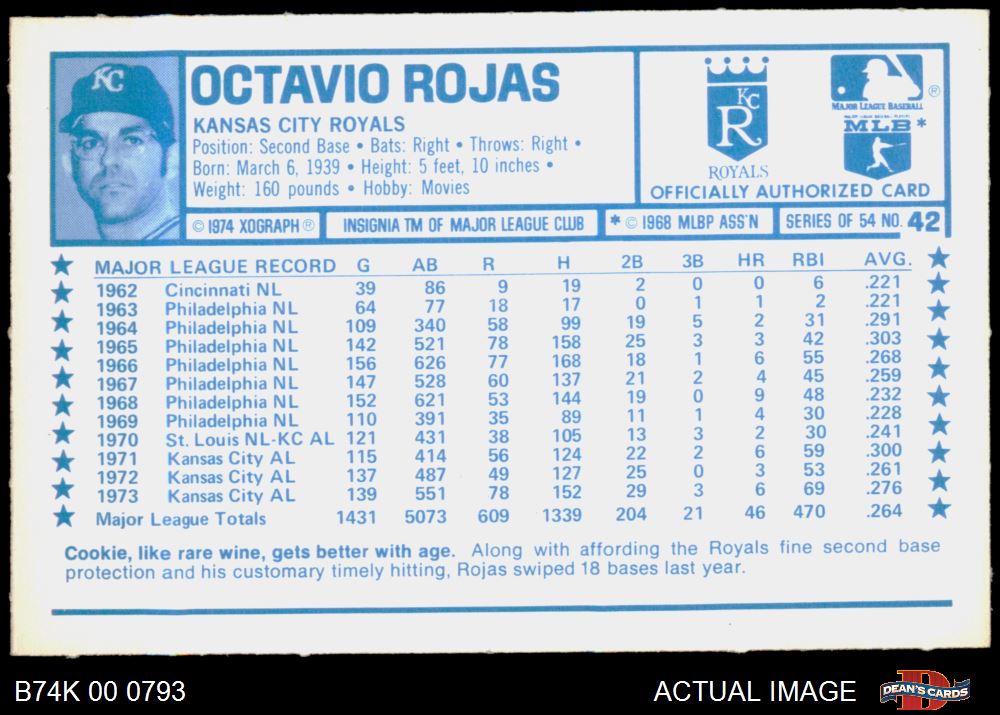 KC
OCTAVIO ROJAS
KANSAS CITY ROYALS
Position: Second Base • Bats: Right • Throws: Right •
Born: March 6, 1939 • Height: 5 feet, 10 inches •
Weight: 160 pounds • Hobby: Movies
KC
R
ROYALS
MAJOR LEAGUE BASEBALL ®
MLB *
OFFICIALLY AUTHORIZED CARD
© 1974 XOGRAPH ® INSIGNIA TM OF MAJOR LEAGUE CLUB * © 1968 MLBP ASS'N SERIES OF 54 NO. 42
MAJOR LEAGUE RECORD G AB R H 2B 3B HR RBI AVG.
1962 Cincinnati NL 39 86 9 19 2 0 0 6 .221
1963 Philadelphia NL 64 77 18 17 0 1 1 2 .221
1964 Philadelphia NL 109 340 58 99 19 5 2 31 .291
1965 Philadelphia NL 142 521 78 158 25 3 3 42 .303
1966 Philadelphia NL 156 626 77 168 18 1 6 55 .268
1967 Philadelphia NL 147 528 60 137 21 2 4 45 .259
1968 Philadelphia NL 152 621 53 144 19 0 9 48 .232
1969 Philadelphia NL 110 391 35 89 11 1 4 30 .228
1970 St. Louis NL-KC AL 121 431 38 105 13 3 2 30 .241
1971 Kansas City AL 115 414 56 124 22 2 6 59 .300
1972 Kansas City AL 137 487 49 127 25 0 3 53 .261
1973 Kansas City AL 139 551 78 152 29 3 6 69 .276
Major League Totals 1431 5073 609 1339 204 21 46 470 .264
Cookie, like rare wine, gets better with age. Along with affording the Royals fine second base
protection and his customary timely hitting, Rojas swiped 18 bases last year.
B74K 00 0793 ACTUAL IMAGE DEAN'S CARDS